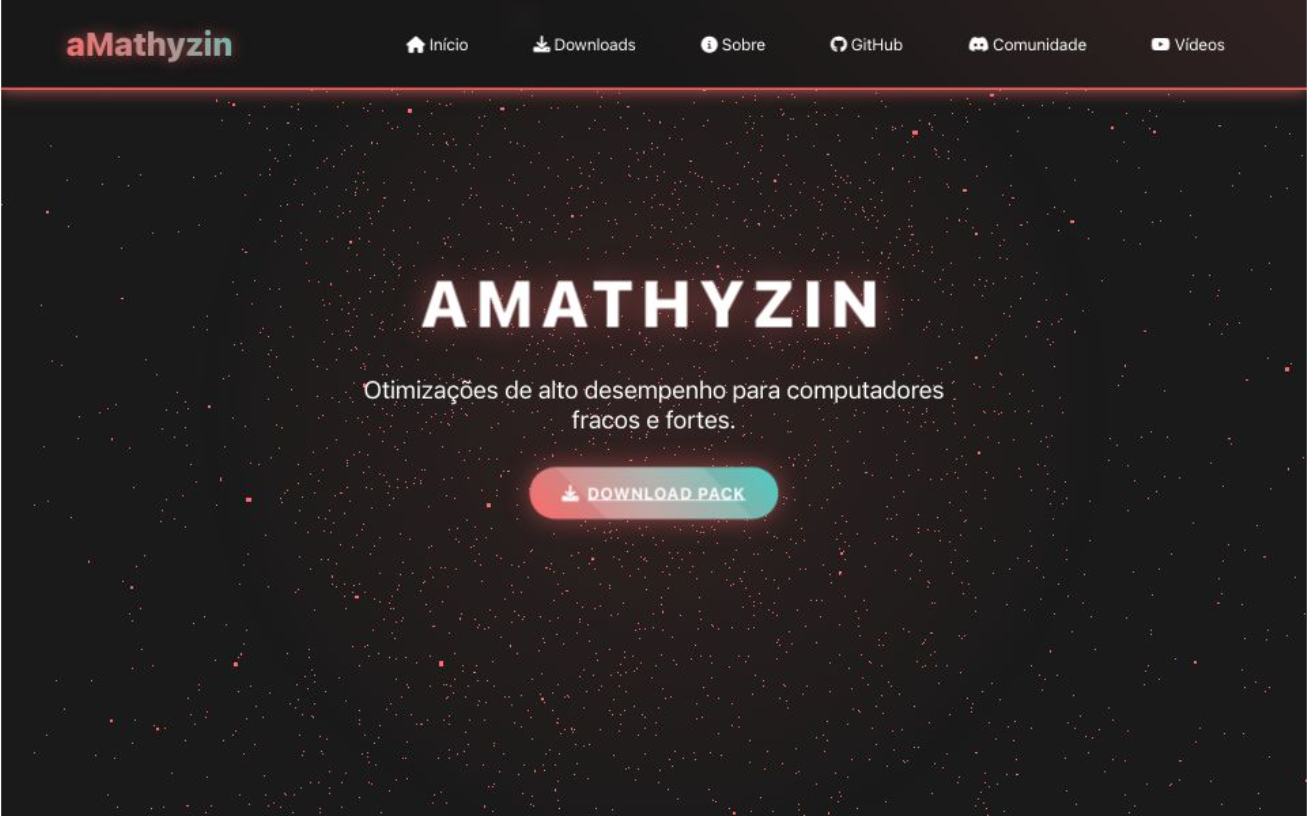 aMathyzin
Início
Downloads
Sobre
GitHub
Comunidade
Vídeos
AMATHYZIN
Otimizações de alto desempenho para computadores
fracos e fortes.
DOWNLOAD PACK